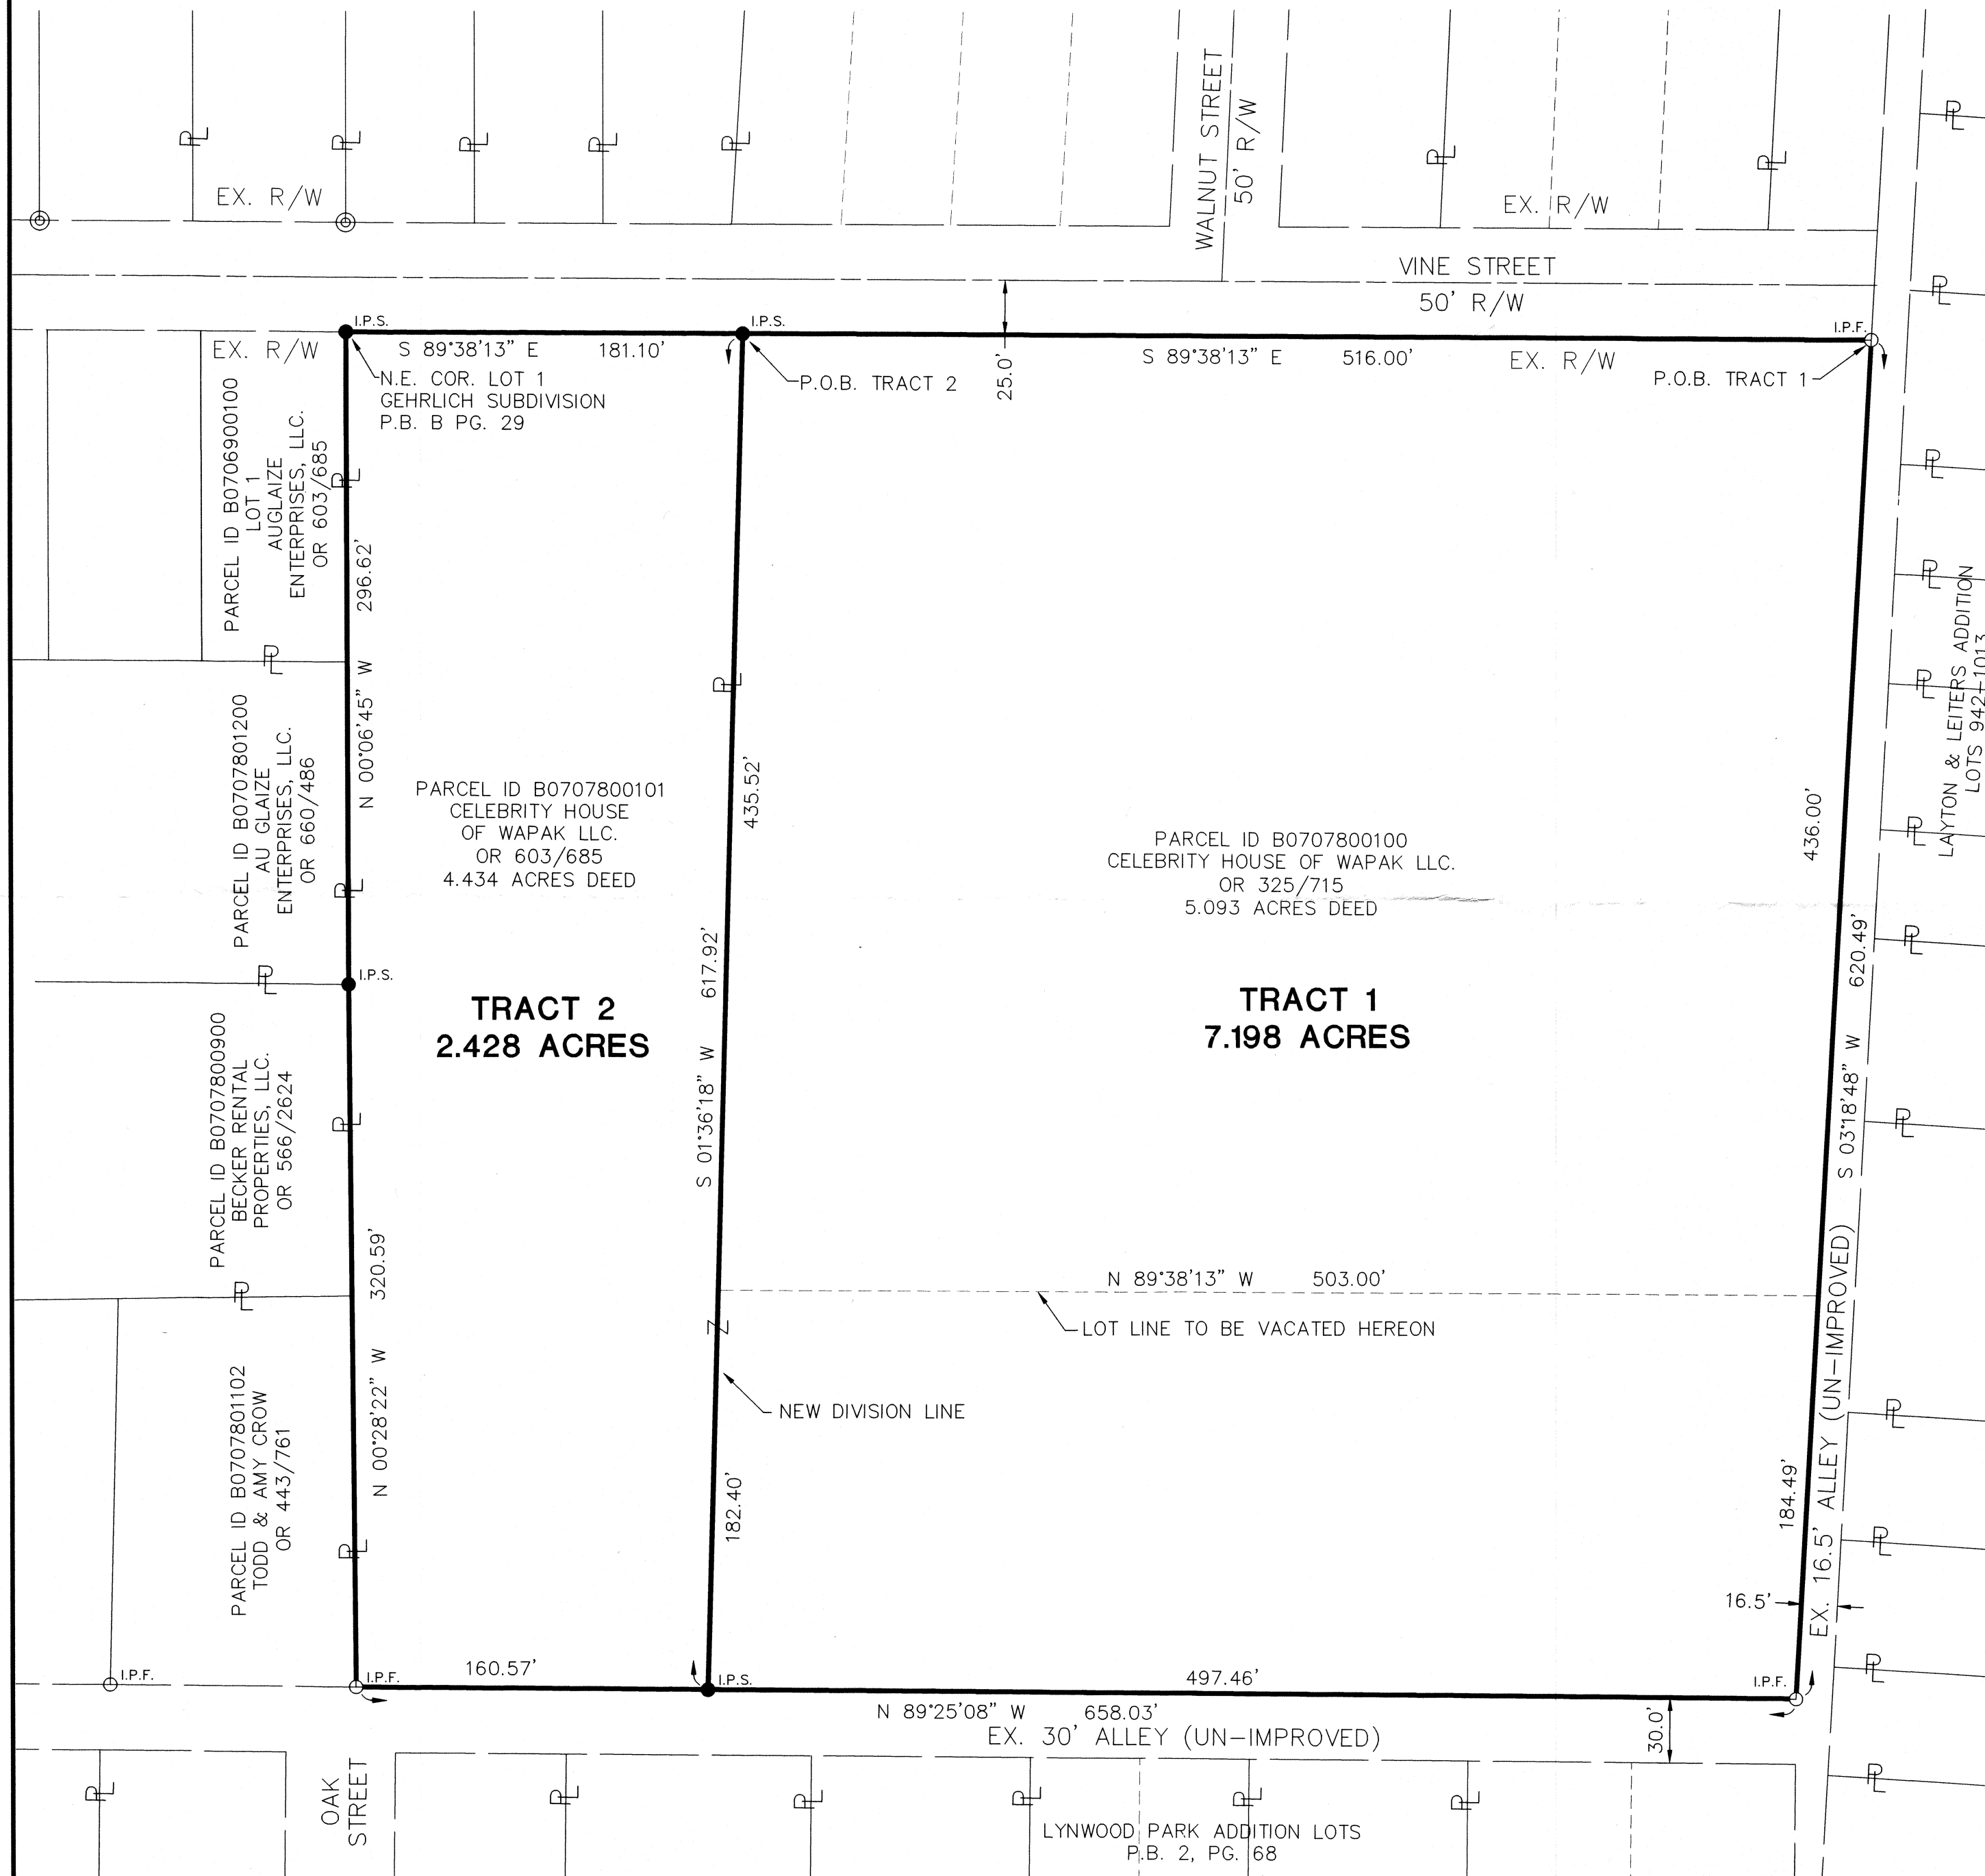 WALNUT STREET
50' R/W
EX. R/W
EX. R/W
VINE STREET
50' R/W
I.P.S.
I.P.S.
I.P.F.
EX. R/W
S 89°38'13" E 181.10'
S 89°38'13" E 516.00'
EX. R/W
25.0'
N.E. COR. LOT 1
GEHRLICH SUBDIVISION
P.B. B PG. 29
P.O.B. TRACT 2
P.O.B. TRACT 1
PARCEL ID B0706900100
LOT 1
AUGLAIZE
ENTERPRISES, LLC.
OR 603/685
296.62'
N 00°06'45" W
PARCEL ID B0707801200
AU GLAIZE
ENTERPRISES, LLC.
OR 660/486
PARCEL ID B0707800101
CELEBRITY HOUSE
OF WAPAK LLC.
OR 603/685
4.434 ACRES DEED
435.52'
PARCEL ID B0707800100
CELEBRITY HOUSE OF WAPAK LLC.
OR 325/715
5.093 ACRES DEED
436.00'
LAYTON & LEITERS ADDITION
LOTS 942-1013
617.92'
S 01°36'18" W
620.49'
S 03°18'48" W
I.P.S.
TRACT 2
2.428 ACRES
TRACT 1
7.198 ACRES
PARCEL ID B0707800900
BECKER RENTAL
PROPERTIES, LLC.
OR 566/2624
320.59'
N 00°28'22" W
N 89°38'13" W 503.00'
LOT LINE TO BE VACATED HEREON
NEW DIVISION LINE
PARCEL ID B0707801102
TODD & AMY CROW
OR 443/761
182.40'
184.49'
EX. 16.5' ALLEY (UN-IMPROVED)
16.5'
I.P.F.
I.P.F.
160.57'
I.P.S.
497.46'
I.P.F.
N 89°25'08" W 658.03'
EX. 30' ALLEY (UN-IMPROVED)
30.0'
OAK
STREET
LYNWOOD PARK ADDITION LOTS
P.B. 2, PG. 68